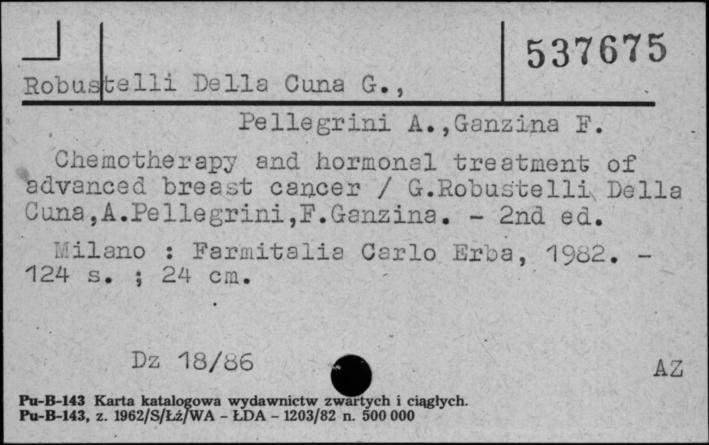 537675
Robustelli Della Cuna G.,
Pellegrini A.,Ganzina F.
Chemotherapy and hormonal treatment of
advanced breast cancer / G.Robustelli Della
Cuna,A.Pellegrini,F.Ganzina. - 2nd ed.
Milano : Farmitalia Carlo Erba, 1982. -
124 s. ; 24 cm.
Dz 18/86
AZ
Pu-B-143 Karta katalogowa wydawnictw zwartych i ciągłych.
Pu-B-143, z. 1962/S/Łź/WA - ŁDA - 1203/82 n. 500 000